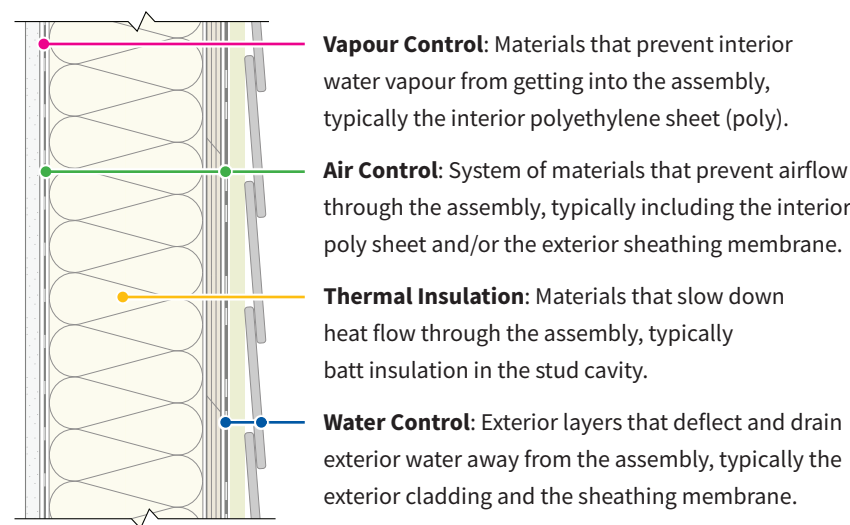 Vapour Control: Materials that prevent interior
water vapour from getting into the assembly,
typically the interior polyethylene sheet (poly).
Air Control: System of materials that prevent airflow
through the assembly, typically including the interior
poly sheet and/or the exterior sheathing membrane.
Thermal Insulation: Materials that slow down
heat flow through the assembly, typically
batt insulation in the stud cavity.
Water Control: Exterior layers that deflect and drain
exterior water away from the assembly, typically the
exterior cladding and the sheathing membrane.